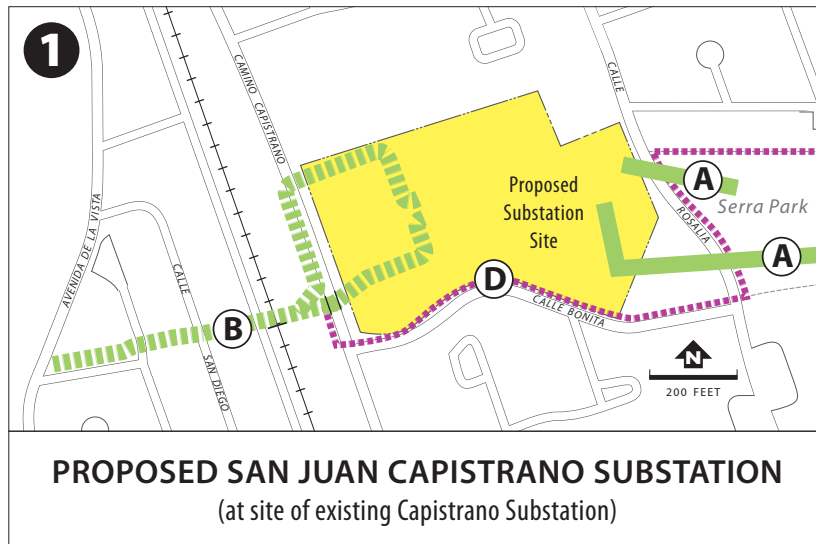 1
CAMINO CAPISTRANO
CALLE
Proposed
Substation
Site
A
Serra Park
ROSALIA
AVENIDA DE LA VISTA
CALLE
A
D
B
CALLE BONITA
SAN DIEGO
N
200 FEET
PROPOSED SAN JUAN CAPISTRANO SUBSTATION
(at site of existing Capistrano Substation)